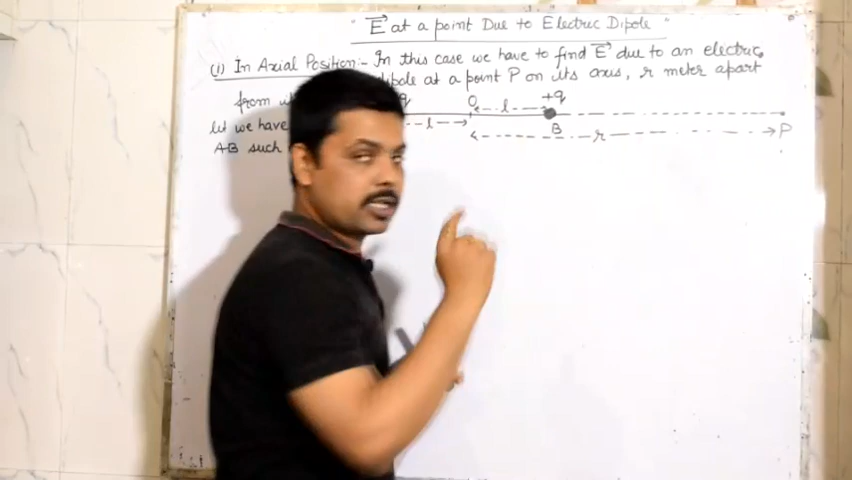 " E⃗ at a point Due to Electric Dipole "
(i) In Axial Position:- In this case we have to find E⃗ due to an electric
dipole at a point P on its axis, r meter apart
from
let we have
AB such
q O l +q
l B r P